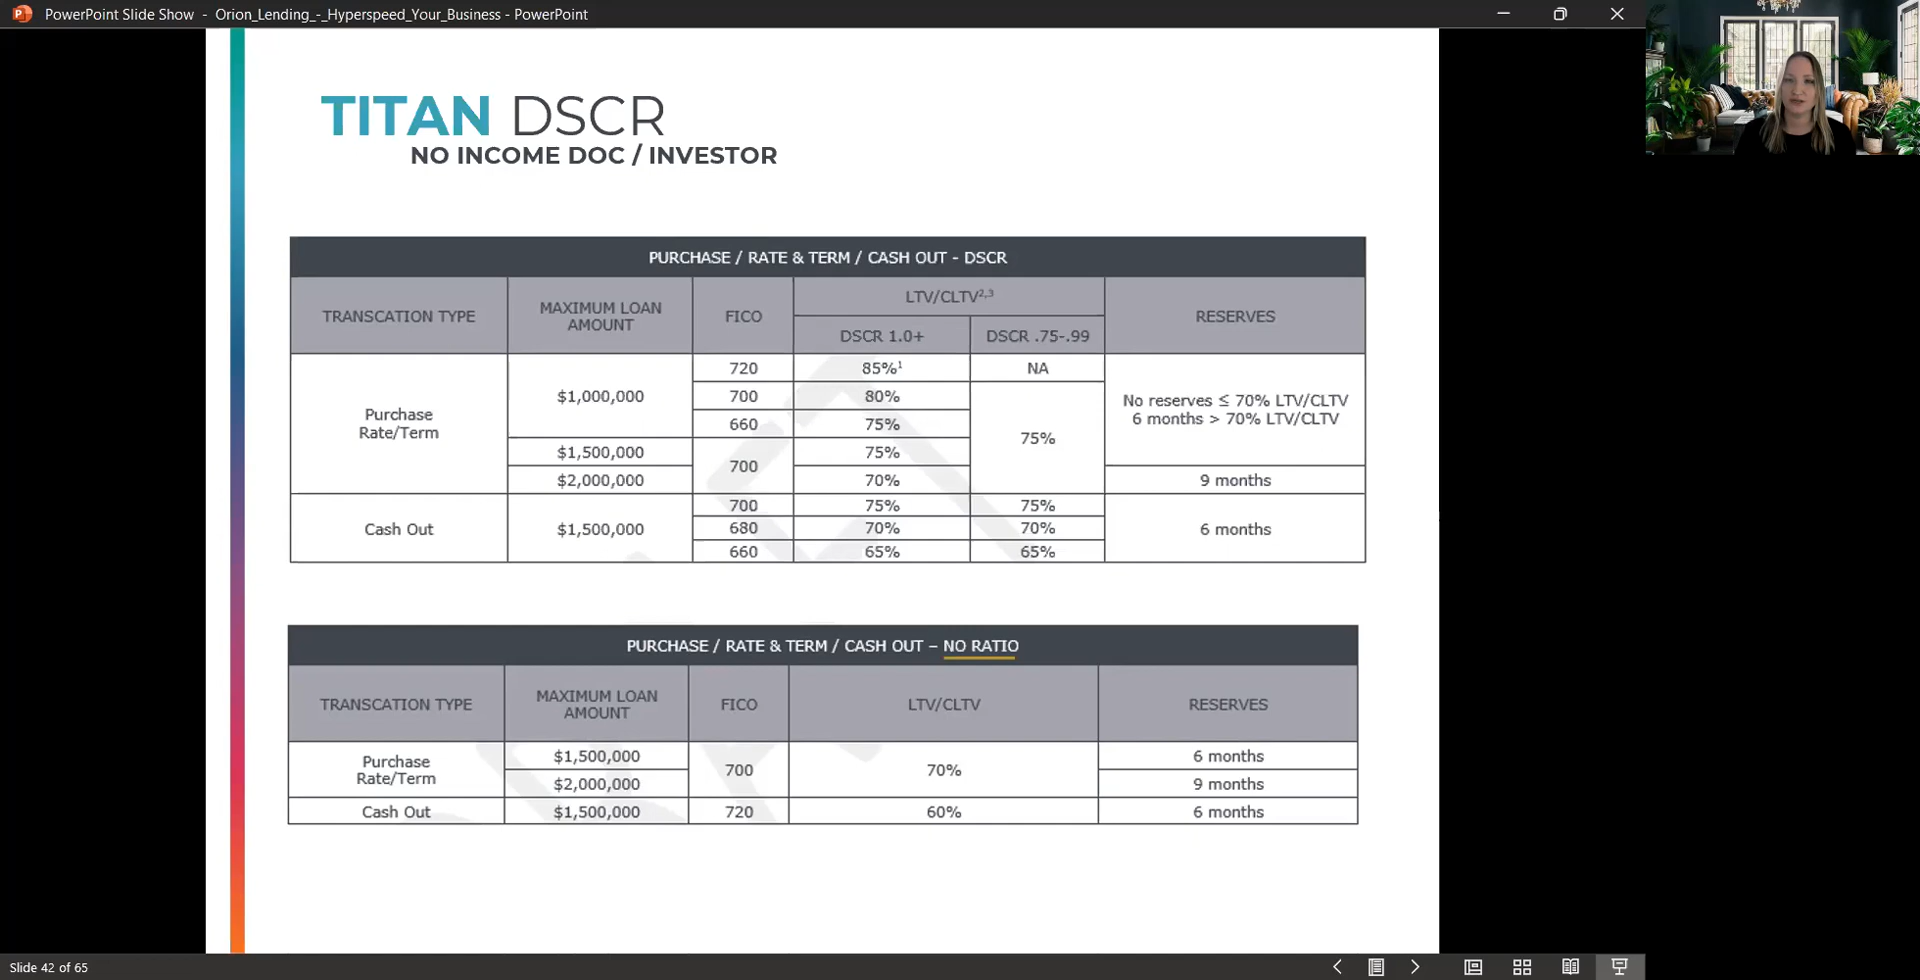 PowerPoint Slide Show - Orion_Lending_-_Hyperspeed_Your_Business - PowerPoint
TITAN DSCR
NO INCOME DOC / INVESTOR
PURCHASE / RATE & TERM / CASH OUT - DSCR
TRANSCATION TYPE
MAXIMUM LOAN
AMOUNT
FICO
LTV/CLTV2,3
DSCR 1.0+
DSCR .75-.99
RESERVES
Purchase
Rate/Term
$1,000,000
720
85%1
NA
700
80%
660
75%
75%
No reserves ≤ 70% LTV/CLTV
6 months > 70% LTV/CLTV
$1,500,000
700
75%
$2,000,000
70%
9 months
Cash Out
$1,500,000
700
75%
75%
680
70%
70%
660
65%
65%
6 months
PURCHASE / RATE & TERM / CASH OUT – NO RATIO
TRANSCATION TYPE
MAXIMUM LOAN
AMOUNT
FICO
LTV/CLTV
RESERVES
Purchase
Rate/Term
$1,500,000
700
70%
6 months
$2,000,000
9 months
Cash Out
$1,500,000
720
60%
6 months
Slide 42 of 65